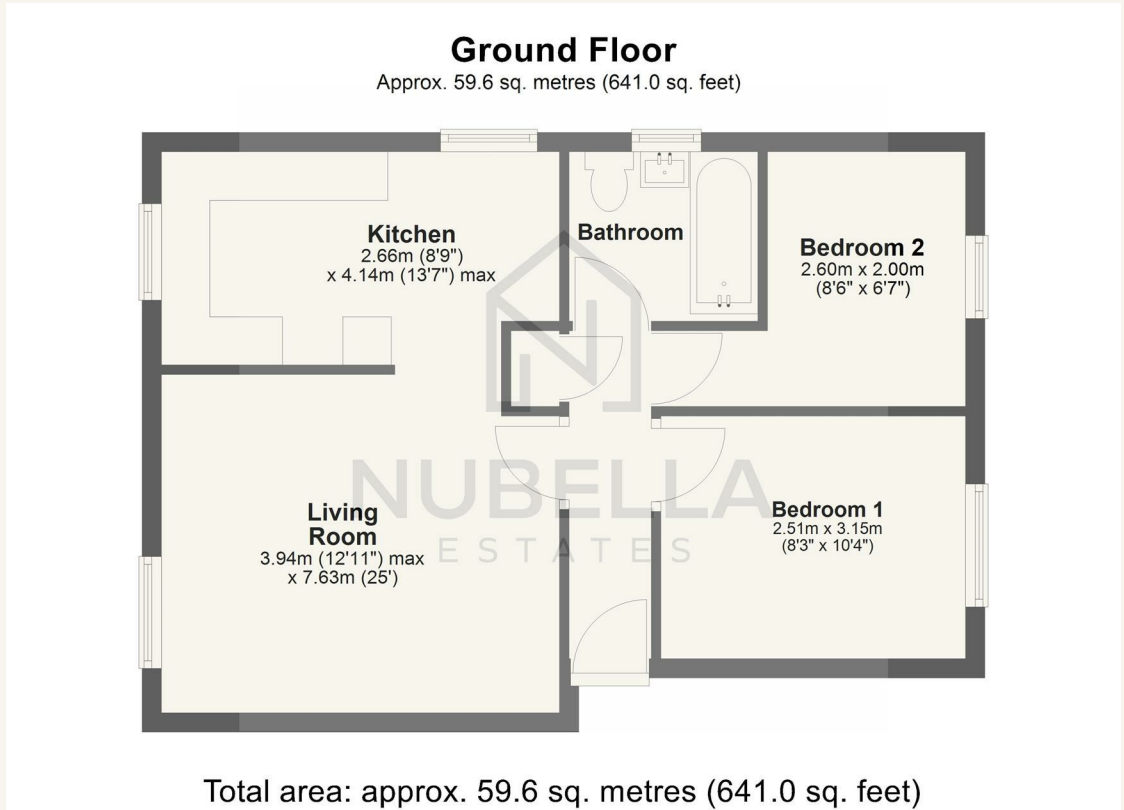 Ground Floor
Approx. 59.6 sq. metres (641.0 sq. feet)
Kitchen
2.66m (8'9")
x 4.14m (13'7") max
Bathroom
Bedroom 2
2.60m x 2.00m
(8'6" x 6'7")
NUBELLA
ESTATES
Living
Room
3.94m (12'11") max
x 7.63m (25')
Bedroom 1
2.51m x 3.15m
(8'3" x 10'4")
Total area: approx. 59.6 sq. metres (641.0 sq. feet)